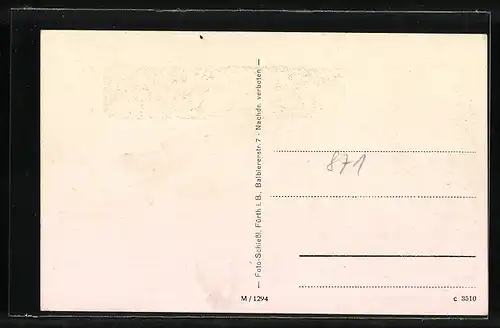 — Foto-Schießl, Fürth i. B., Balbiererstr. 7 - Nachdr. verboten —
871
M/1294
c 3510